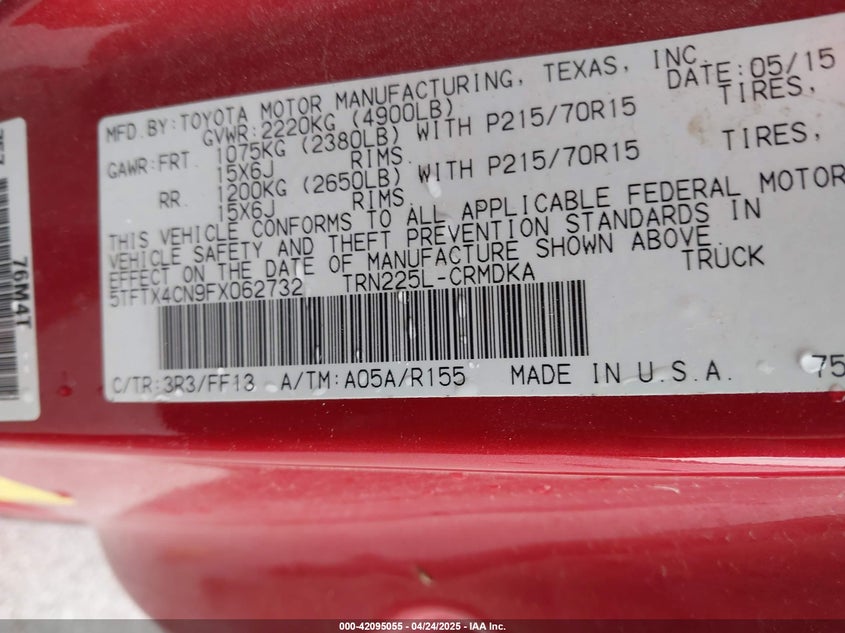 MFD.BY:TOYOTA MOTOR MANUFACTURING, TEXAS, INC.
DATE:05/15
GVWR:2220KG (4900LB)
GAWR:FRT. 1075KG (2380LB) WITH P215/70R15 TIRES,
15X6J RIMS.
RR. 1200KG (2650LB) WITH P215/70R15 TIRES,
15X6J RIMS.
THIS VEHICLE CONFORMS TO ALL APPLICABLE FEDERAL MOTOR
VEHICLE SAFETY AND THEFT PREVENTION STANDARDS IN
EFFECT ON THE DATE OF MANUFACTURE SHOWN ABOVE.
5TFTX4CN9FX062732 TRN225L-CRMDKA TRUCK
C/TR:3R3/FF13 A/TM:A05A/R155 MADE IN U.S.A. 75
76M4T
000-42095055 - 04/24/2025 - IAA Inc.